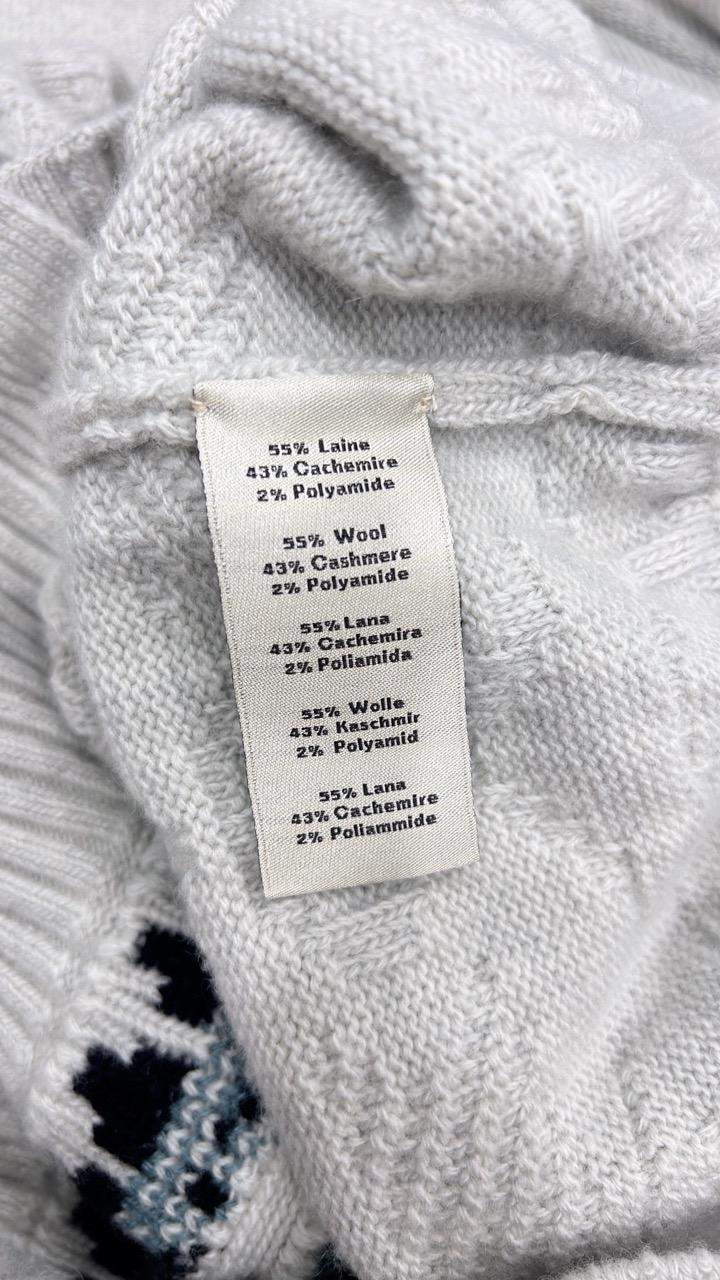 55% Laine
43% Cachemire
2% Polyamide
55% Wool
43% Cashmere
2% Polyamide
55% Lana
43% Cachemira
2% Poliamida
55% Wolle
43% Kaschmir
2% Polyamid
55% Lana
43% Cachemire
2% Poliammide